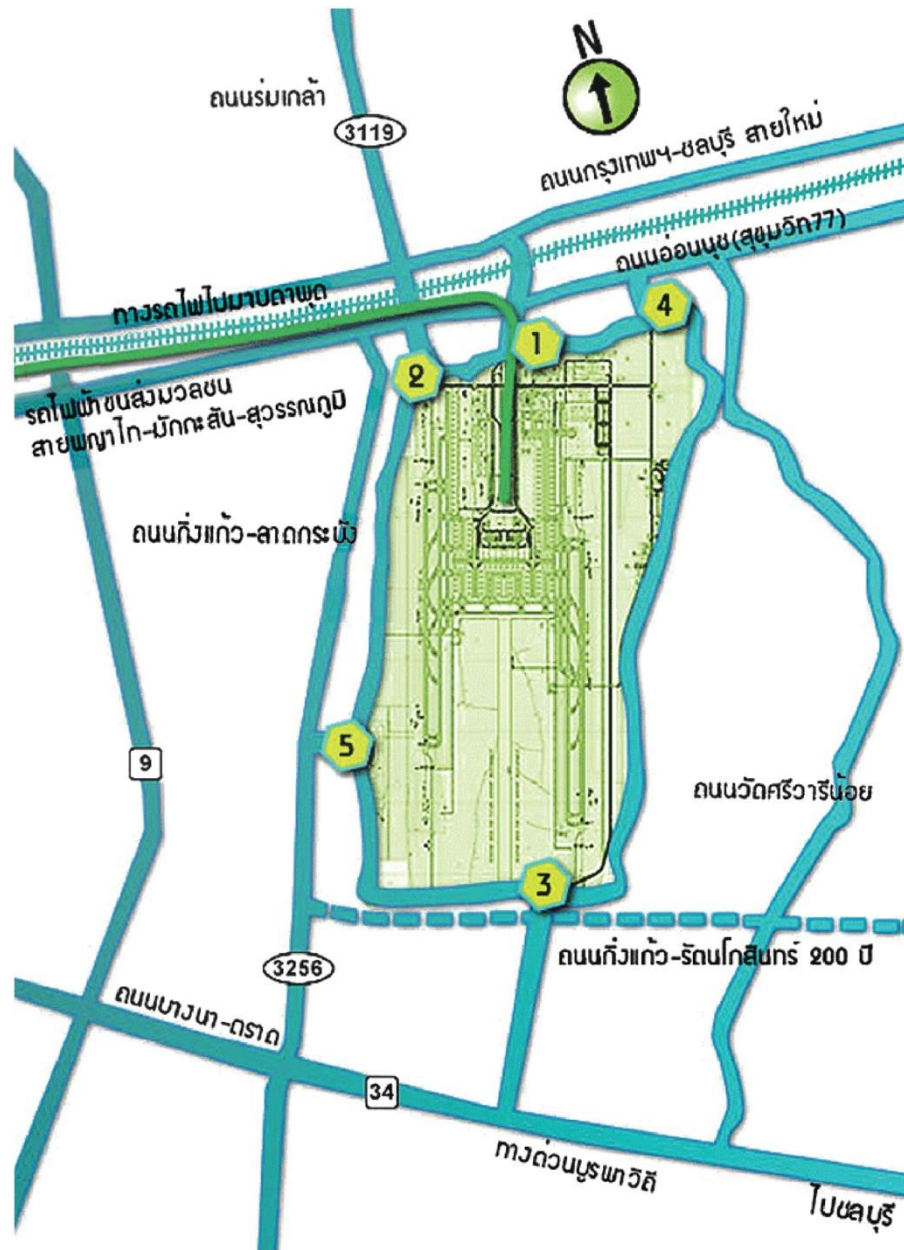 N
ถนนร่มเกล้า
3119
ถนนกรุงเทพฯ-ชลบุรี สายใหม่
ถนนอ่อนนุช(สุขุมวิท77)
ทางรถไฟไปมาบตาพุด
4
1
2
รถไฟฟ้าขนส่งมวลชน
สายพญาไท-มักกะสัน-สุวรรณภูมิ
ถนนกิ่งแก้ว-ลาดกระบัง
5
9
ถนนวัดศรีวารีน้อย
3
ถนนกิ่งแก้ว-รัตนโกสินทร์ 200 ปี
3256
ถนนบางนา-ตราด
34
ทางด่วนบูรพาวิถี
ไปชลบุรี